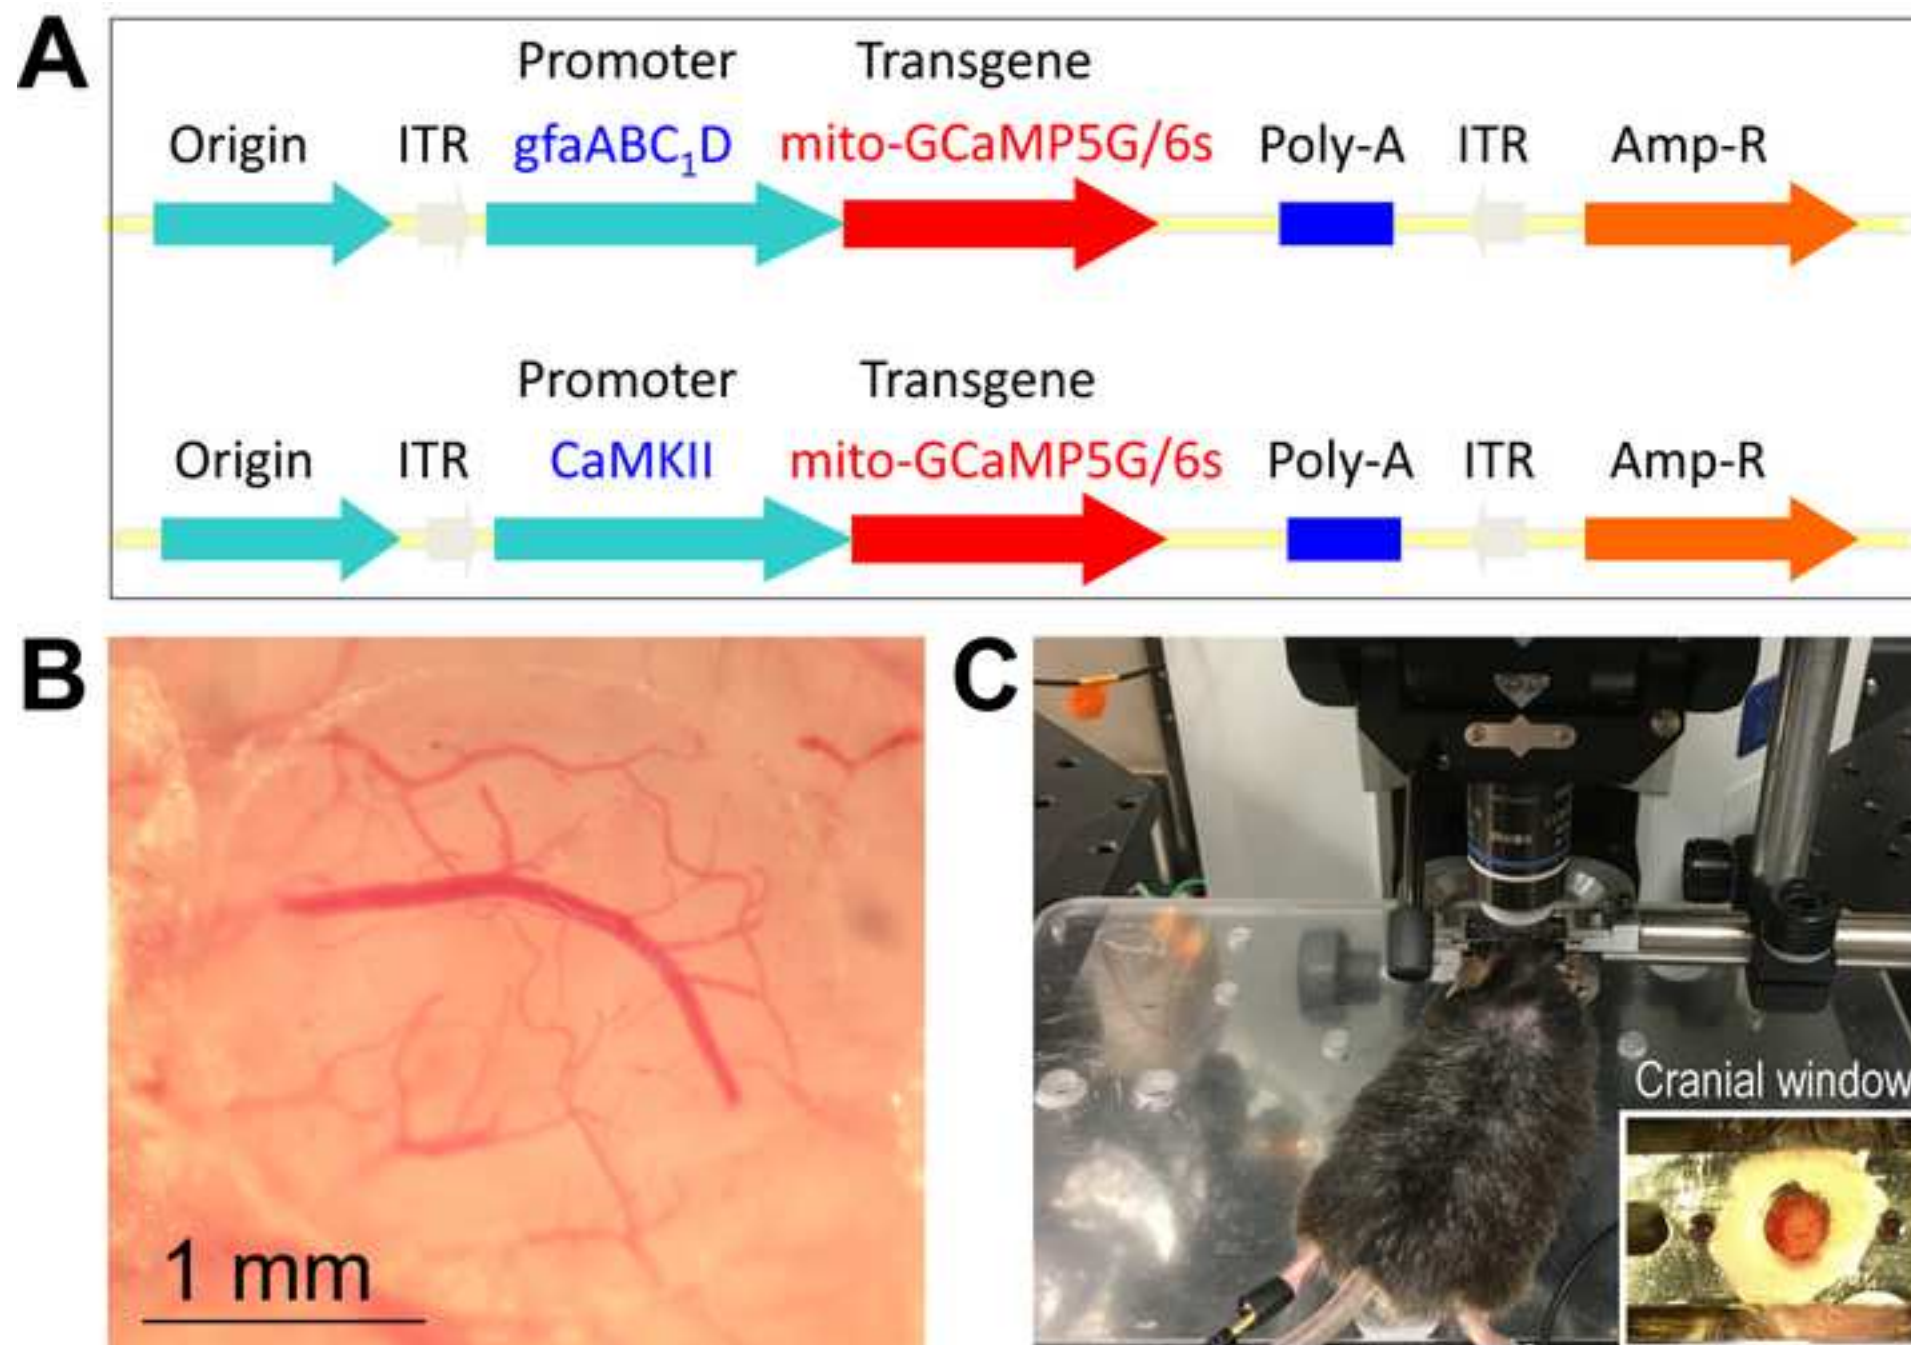 A
Promoter Transgene
Origin ITR gfaABC₁D mito-GCaMP5G/6s Poly-A ITR Amp-R
Promoter Transgene
Origin ITR CaMKII mito-GCaMP5G/6s Poly-A ITR Amp-R
B
C
Cranial window
1 mm